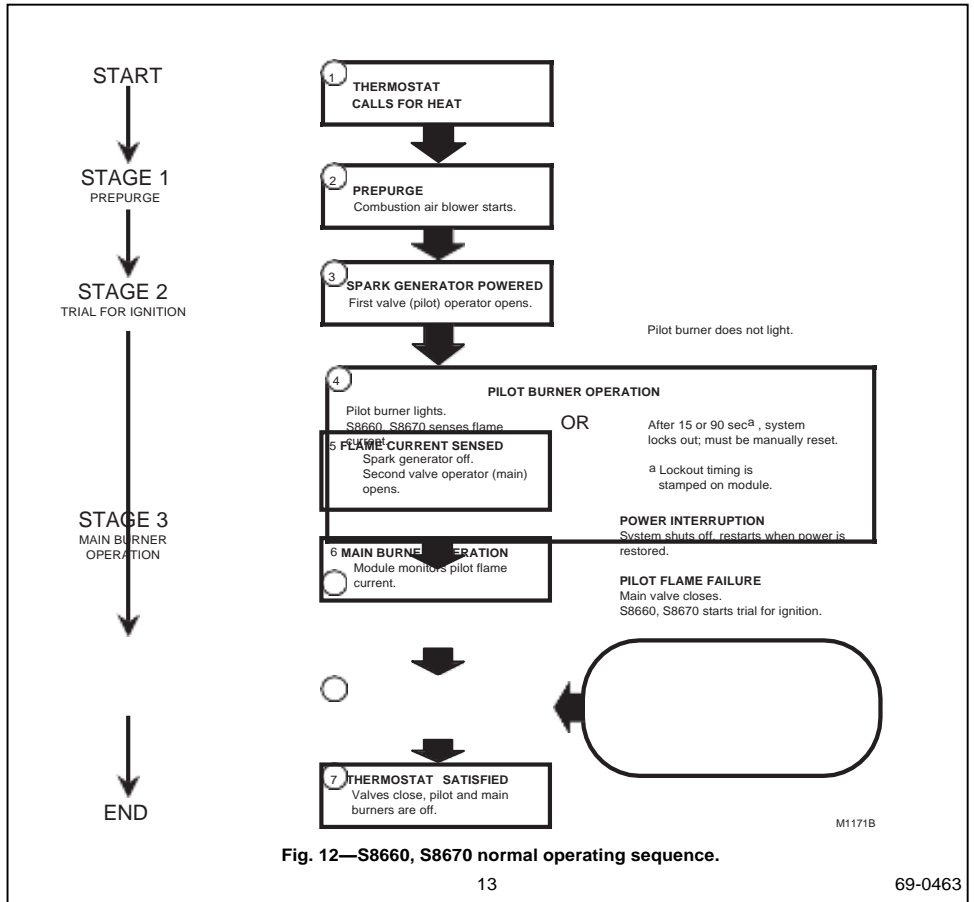 START
1
THERMOSTAT
CALLS FOR HEAT
STAGE 1
PREPURGE
2
PREPURGE
Combustion air blower starts.
STAGE 2
TRIAL FOR IGNITION
3
SPARK GENERATOR POWERED
First valve (pilot) operator opens.
Pilot burner does not light.
4
PILOT BURNER OPERATION
Pilot burner lights.
S8660, S8670 senses flame
current.
OR
After 15 or 90 sec a , system
locks out; must be manually reset.
a Lockout timing is
stamped on module.
5 FLAME CURRENT SENSED
Spark generator off.
Second valve operator (main)
opens.
STAGE 3
MAIN BURNER
OPERATION
POWER INTERRUPTION
System shuts off, restarts when power is
restored.
6 MAIN BURNER OPERATION
Module monitors pilot flame
current.
PILOT FLAME FAILURE
Main valve closes.
S8660, S8670 starts trial for ignition.
7
THERMOSTAT SATISFIED
Valves close, pilot and main
burners are off.
END
M1171B
Fig. 12—S8660, S8670 normal operating sequence.
13
69-0463